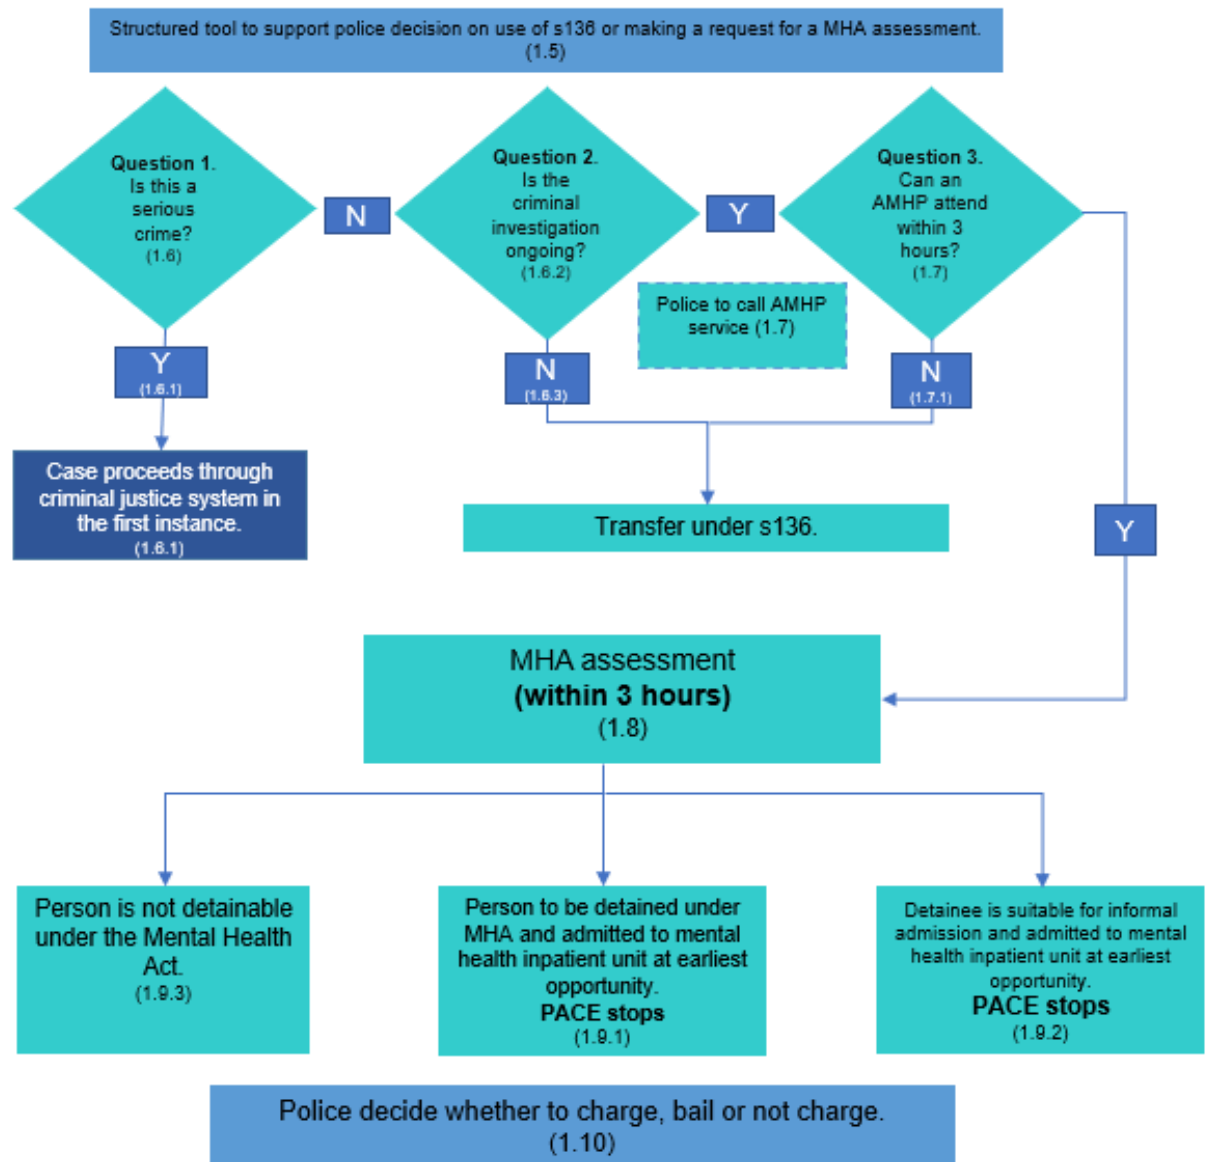 Structured tool to support police decision on use of s136 or making a request for a MHA assessment.
(1.5)
Question 1.
Is this a
serious
crime?
(1.6)
N
Question 2.
Is the
criminal
investigation
ongoing?
(1.6.2)
Y
Question 3.
Can an
AMHP attend
within 3
hours?
(1.7)
Police to call AMHP
service (1.7)
Y
(1.6.1)
N
(1.6.3)
N
(1.7.1)
Case proceeds through
criminal justice system in
the first instance.
(1.6.1)
Transfer under s136.
Y
MHA assessment
(within 3 hours)
(1.8)
Person is not detainable
under the Mental Health
Act.
(1.9.3)
Person to be detained under
MHA and admitted to mental
health inpatient unit at earliest
opportunity.
PACE stops
(1.9.1)
Detainee is suitable for informal
admission and admitted to mental
health inpatient unit at earliest
opportunity.
PACE stops
(1.9.2)
Police decide whether to charge, bail or not charge.
(1.10)